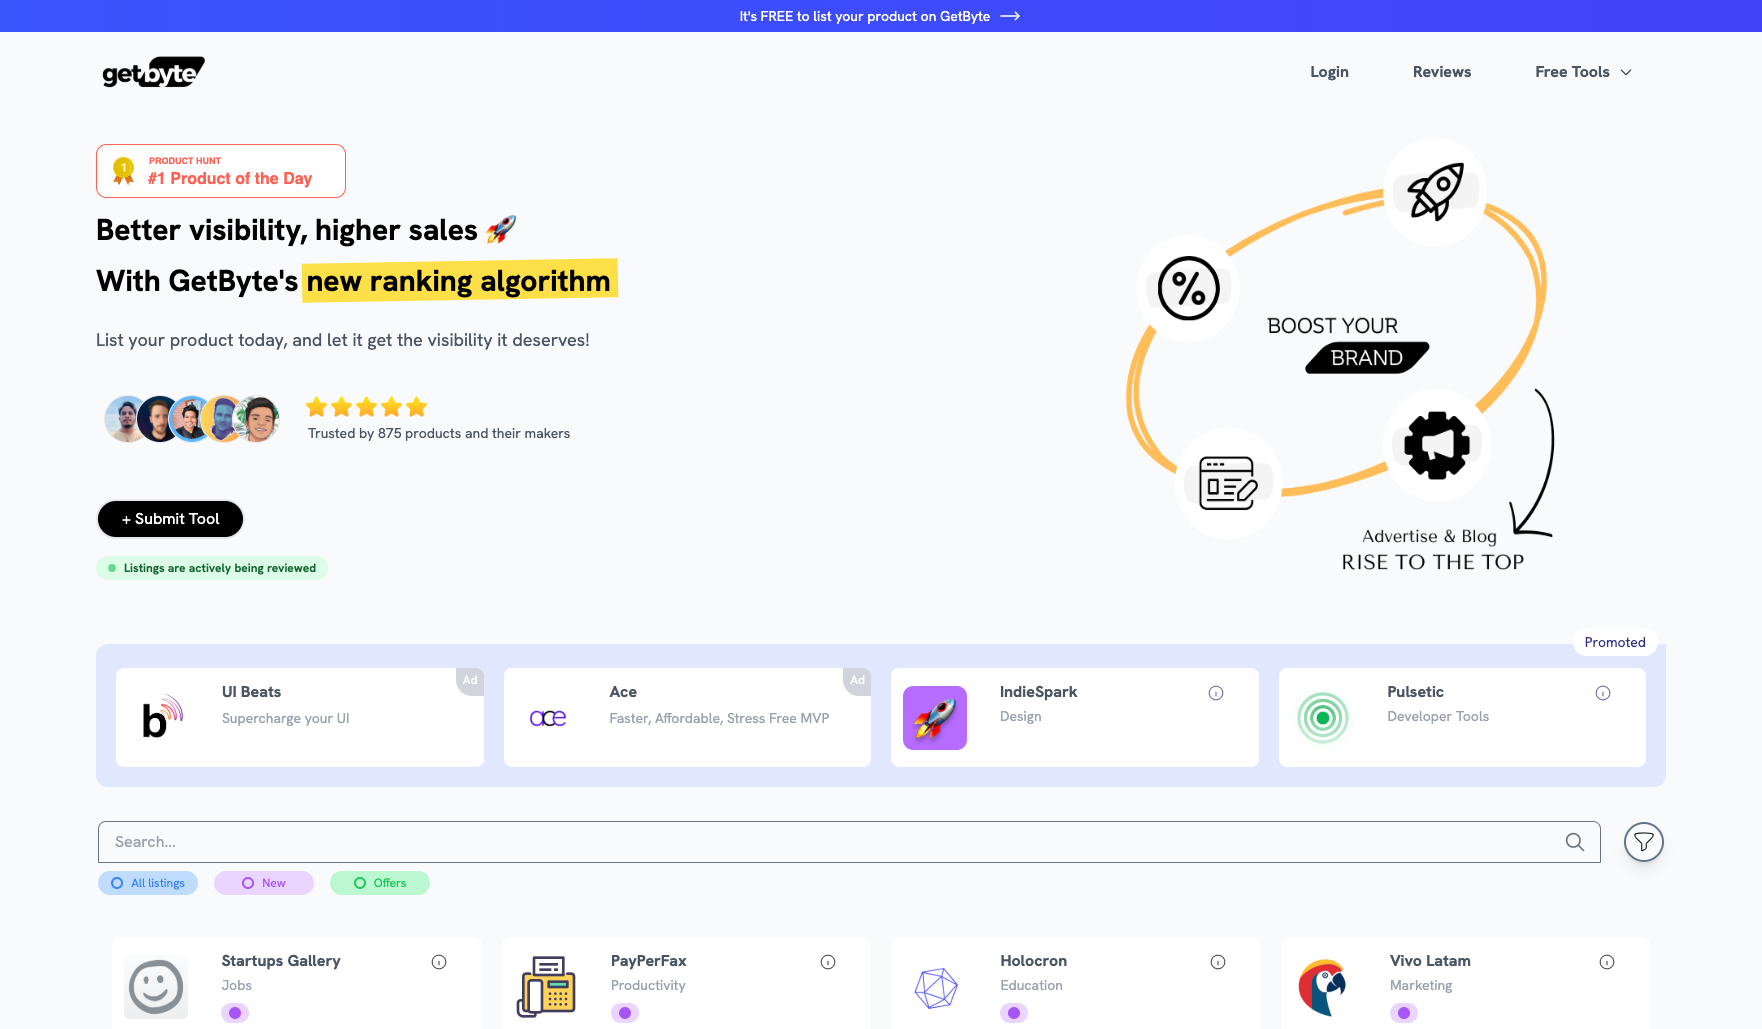 It's FREE to list your product on GetByte
getbyte
Login
Reviews
Free Tools
1
PRODUCT HUNT
#1 Product of the Day
Better visibility, higher sales 🚀
With GetByte's new ranking algorithm
List your product today, and let it get the visibility it deserves!
Trusted by 875 products and their makers
+ Submit Tool
Listings are actively being reviewed
%
BOOST YOUR
BRAND
Advertise & Blog
RISE TO THE TOP
Promoted
b
UI Beats
Ad
Supercharge your UI
ace
Ace
Ad
Faster, Affordable, Stress Free MVP
IndieSpark
Design
Pulsetic
Developer Tools
Search...
All listings
New
Offers
Startups Gallery
Jobs
PayPerFax
Productivity
Holocron
Education
Vivo Latam
Marketing